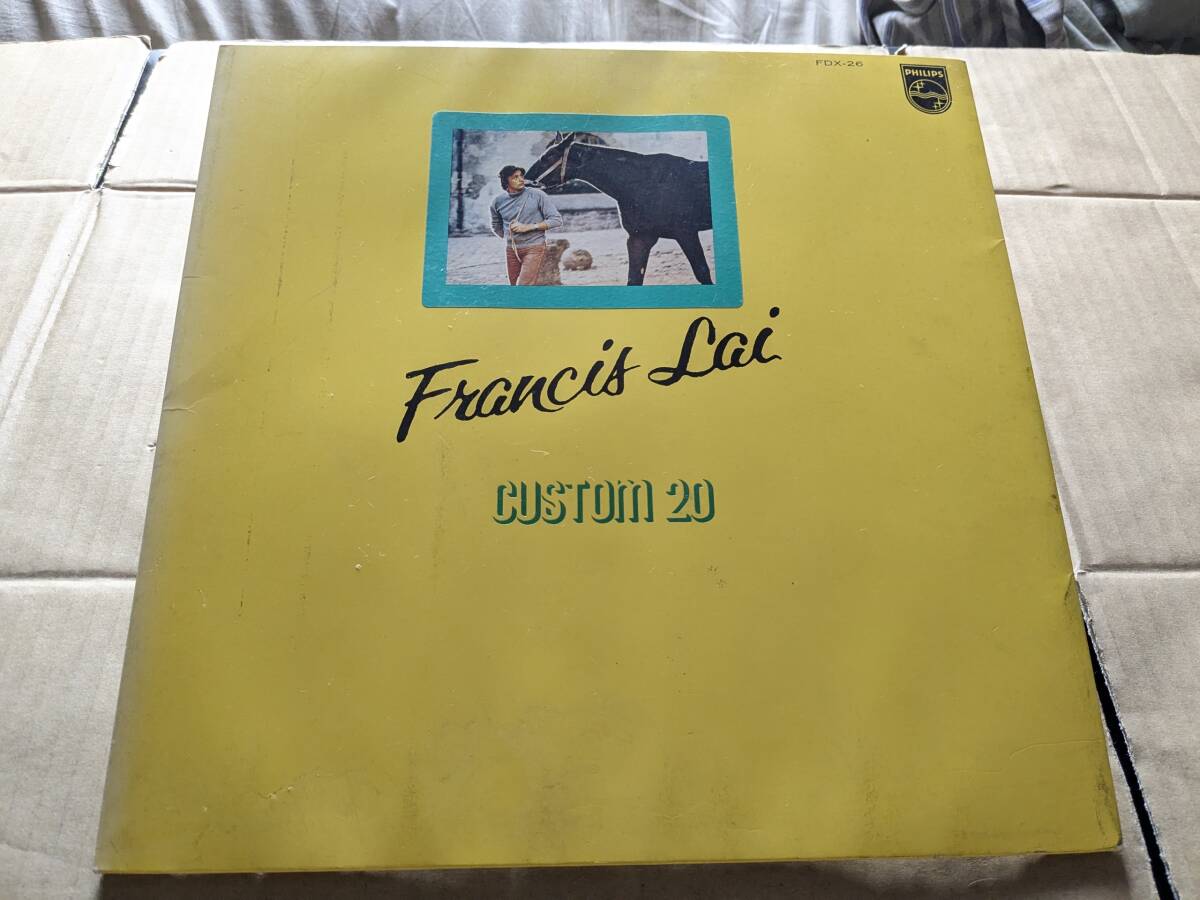 FDX-26
PHILIPS
Francis Lai
CUSTOM 20